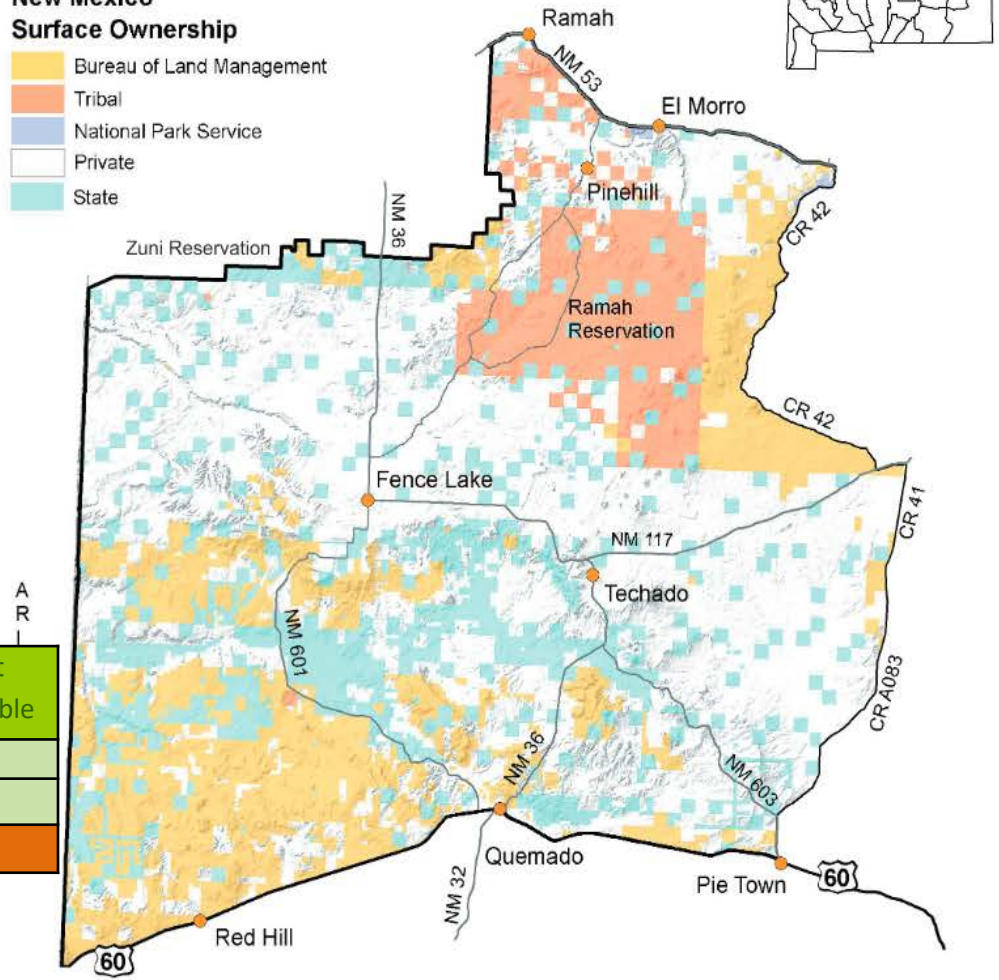 New Mexico
Surface Ownership
Bureau of Land Management
Tribal
National Park Service
Private
State
Ramah
NM 53
El Morro
Pinehill
NM 36
CR 42
Zuni Reservation
Ramah
Reservation
CR 42
Fence Lake
CR 41
NM 117
Techado
A
R
NM 601
CR A083
NM 36
NM 603
Quemado
Pie Town
60
NM 32
Red Hill
60